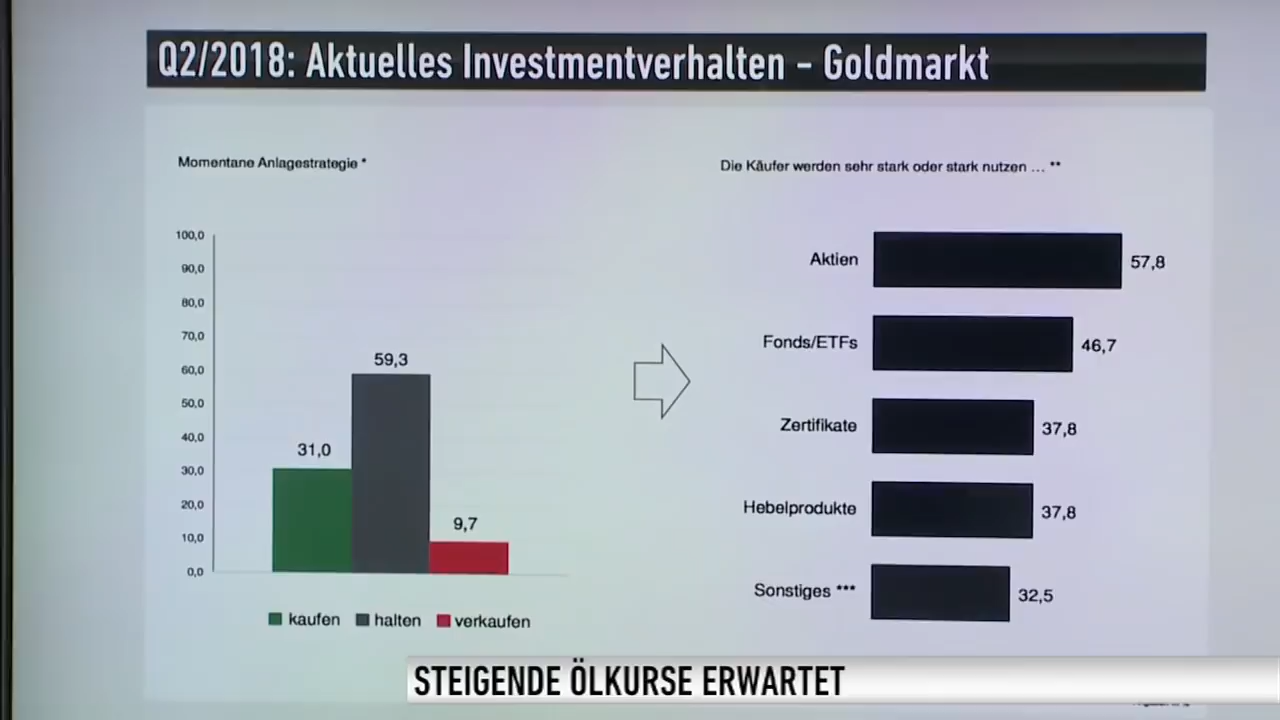 Q2/2018: Aktuelles Investmentverhalten - Goldmarkt
Momentane Anlagestrategie *
100,0
90,0
80,0
70,0
60,0
50,0
40,0
30,0
20,0
10,0
0,0
31,0
59,3
9,7
kaufen halten verkaufen
Die Käufer werden sehr stark oder stark nutzen ... **
Aktien 57,8
Fonds/ETFs 46,7
Zertifikate 37,8
Hebelprodukte 37,8
Sonstiges *** 32,5
STEIGENDE ÖLKURSE ERWARTET